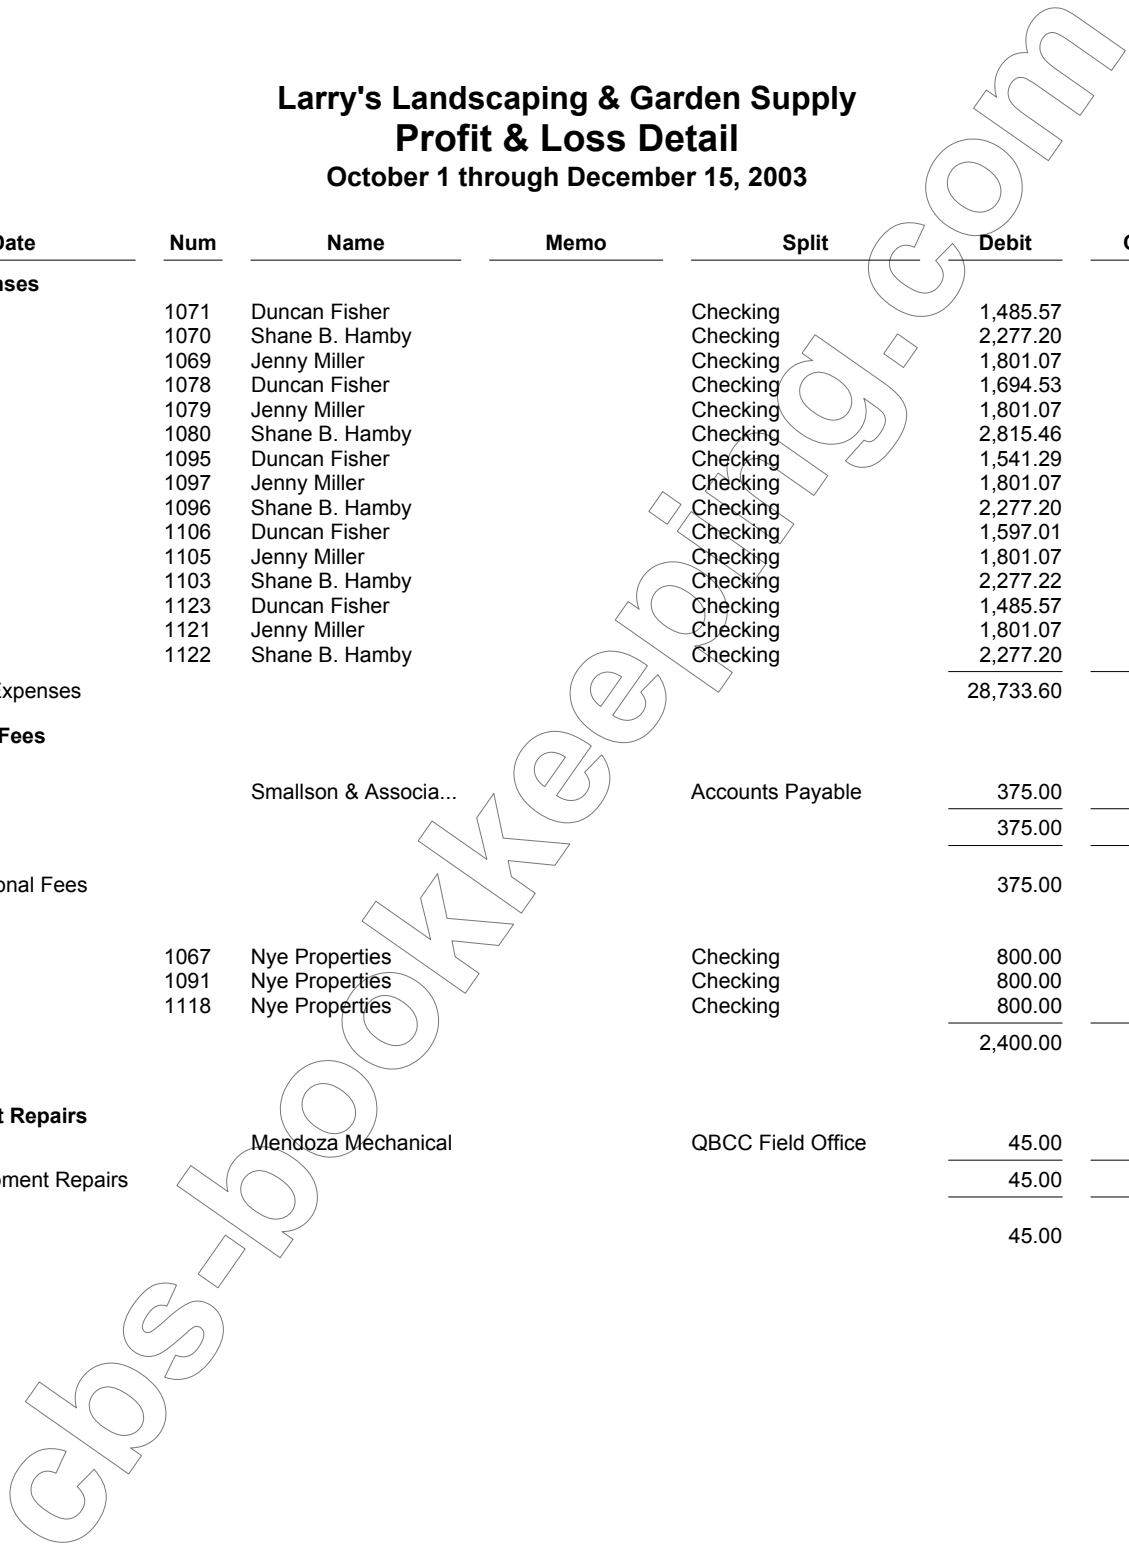 Larry's Landscaping & Garden Supply
Profit & Loss Detail
October 1 through December 15, 2003
Date Num Name Memo Split Debit
nses
1071 Duncan Fisher Checking 1,485.57
1070 Shane B. Hamby Checking 2,277.20
1069 Jenny Miller Checking 1,801.07
1078 Duncan Fisher Checking 1,694.53
1079 Jenny Miller Checking 1,801.07
1080 Shane B. Hamby Checking 2,815.46
1095 Duncan Fisher Checking 1,541.29
1097 Jenny Miller Checking 1,801.07
1096 Shane B. Hamby Checking 2,277.20
1106 Duncan Fisher Checking 1,597.01
1105 Jenny Miller Checking 1,801.07
1103 Shane B. Hamby Checking 2,277.22
1123 Duncan Fisher Checking 1,485.57
1121 Jenny Miller Checking 1,801.07
1122 Shane B. Hamby Checking 2,277.20
Expenses 28,733.60
Fees
Smallson & Associa... Accounts Payable 375.00
375.00
onal Fees 375.00
1067 Nye Properties Checking 800.00
1091 Nye Properties Checking 800.00
1118 Nye Properties Checking 800.00
2,400.00
t Repairs
Mendoza Mechanical QBCC Field Office 45.00
pment Repairs 45.00
45.00
cbs-bookkeeping.com